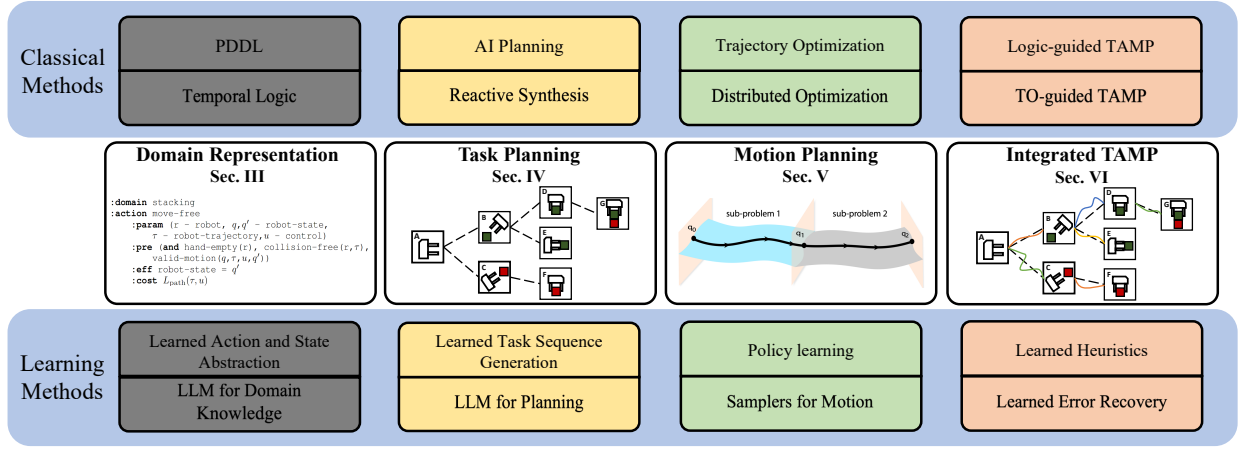 Classical
Methods
PDDL
Temporal Logic
AI Planning
Reactive Synthesis
Trajectory Optimization
Distributed Optimization
Logic-guided TAMP
TO-guided TAMP
Domain Representation
Sec. III
:domain stacking
:action move-free
:param (r - robot, q,q′ - robot-state,
τ - robot-trajectory,u - control)
:pre (and hand-empty(r), collision-free(r,τ),
valid-motion(q,τ,u,q′))
:eff robot-state = q′
:cost L_path(τ,u)
Task Planning
Sec. IV
A
B
C
D
E
F
G
Motion Planning
Sec. V
sub-problem 1
sub-problem 2
q₀
q₁
q₂
Integrated TAMP
Sec. VI
A
B
C
D
E
F
G
Learning
Methods
Learned Action and State
Abstraction
LLM for Domain
Knowledge
Learned Task Sequence
Generation
LLM for Planning
Policy learning
Samplers for Motion
Learned Heuristics
Learned Error Recovery